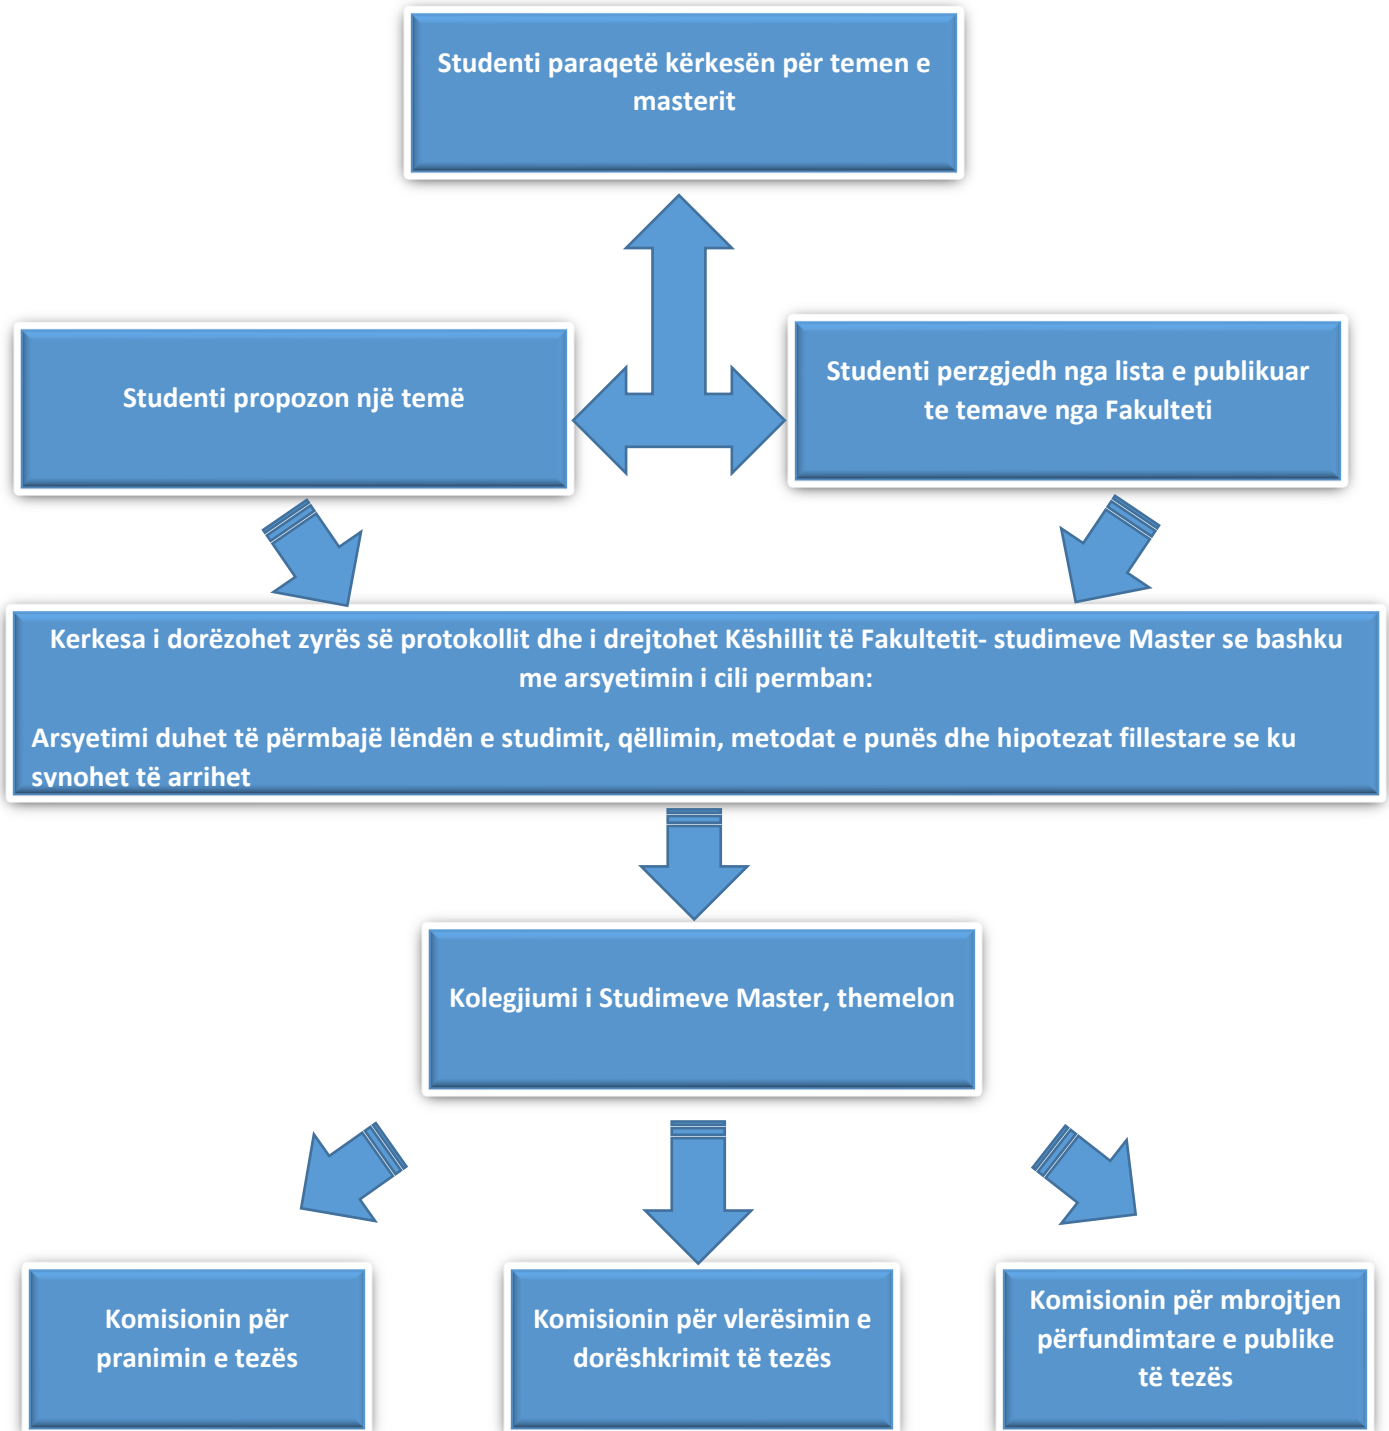 Studenti paraqetë kërkesën për temen e
masterit
Studenti propozon një temë
Studenti perzgjedh nga lista e publikuar
te temave nga Fakulteti
Kerkesa i dorëzohet zyrës së protokollit dhe i drejtohet Këshillit të Fakultetit- studimeve Master se bashku
me arsyetimin i cili permban:
Arsyetimi duhet të përmbajë lëndën e studimit, qëllimin, metodat e punës dhe hipotezat fillestare se ku
synohet të arrihet
Kolegjiumi i Studimeve Master, themelon
Komisionin për
pranimin e tezës
Komisionin për vlerësimin e
dorëshkrimit të tezës
Komisionin për mbrojtjen
përfundimtare e publike
të tezës